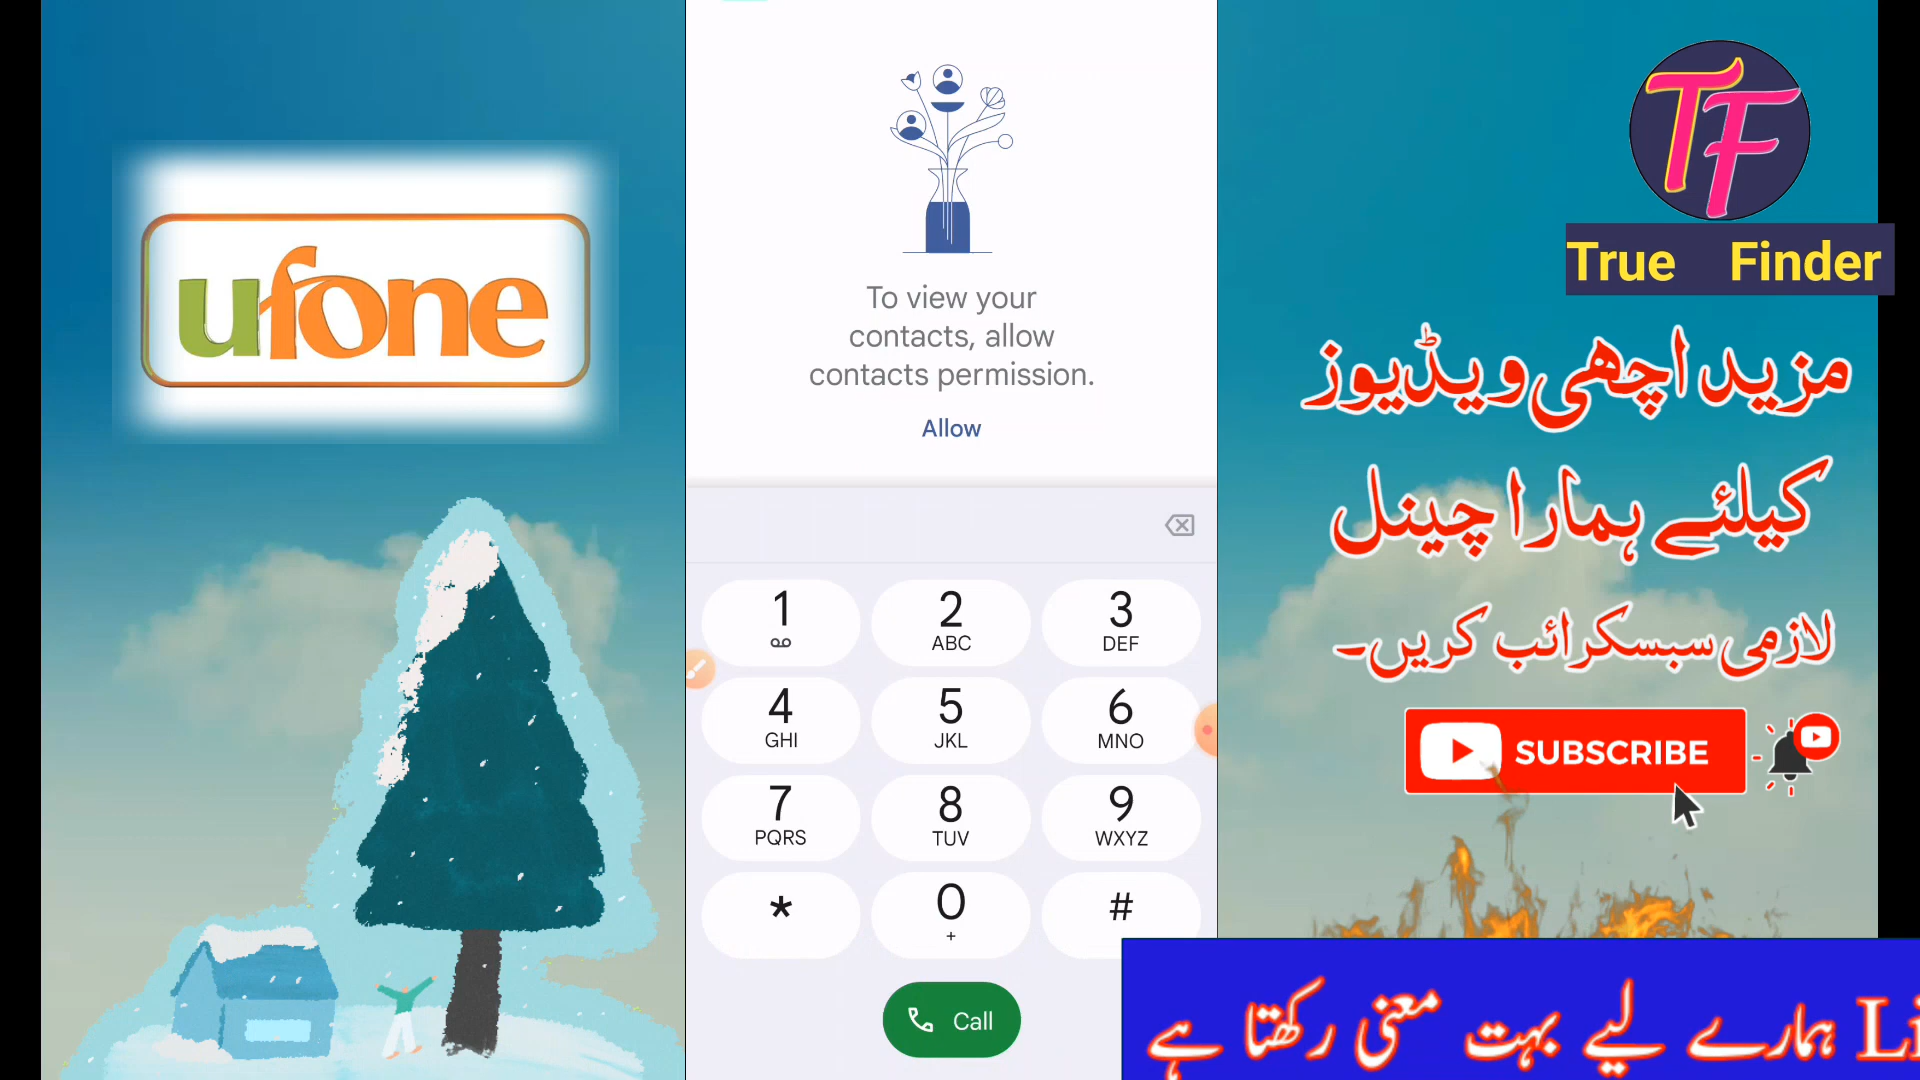 ufone
To view your
contacts, allow
contacts permission.
Allow
1
2 ABC
3 DEF
4 GHI
5 JKL
6 MNO
7 PQRS
8 TUV
9 WXYZ
*
0 +
#
Call
TF
True Finder
مزید اچھی ویڈیوز
کیلئے ہمارا چینل
لازمی سبسکرائب کریں۔
SUBSCRIBE
ہمارے لیے بہت معنی رکھتا ہے